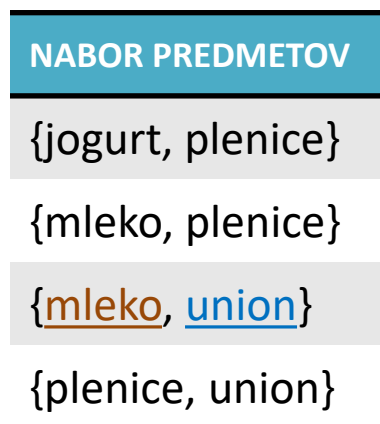 NABOR PREDMETOV
{jogurt, plenice}
{mleko, plenice}
{mleko, union}
{plenice, union}